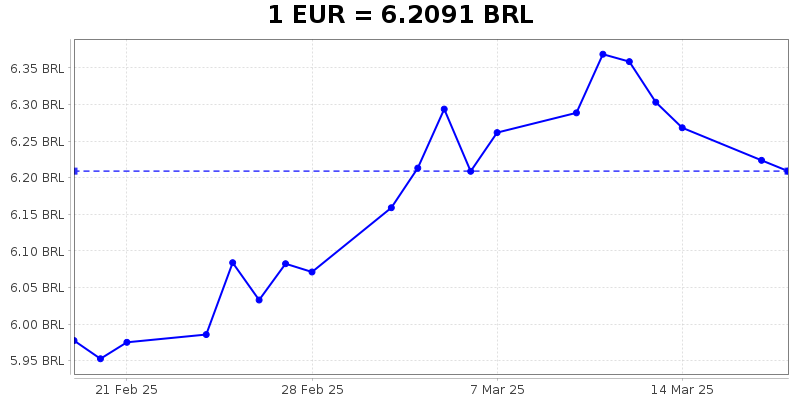 1 EUR = 6.2091 BRL
6.35 BRL
6.30 BRL
6.25 BRL
6.20 BRL
6.15 BRL
6.10 BRL
6.05 BRL
6.00 BRL
5.95 BRL
21 Feb 25 28 Feb 25 7 Mar 25 14 Mar 25